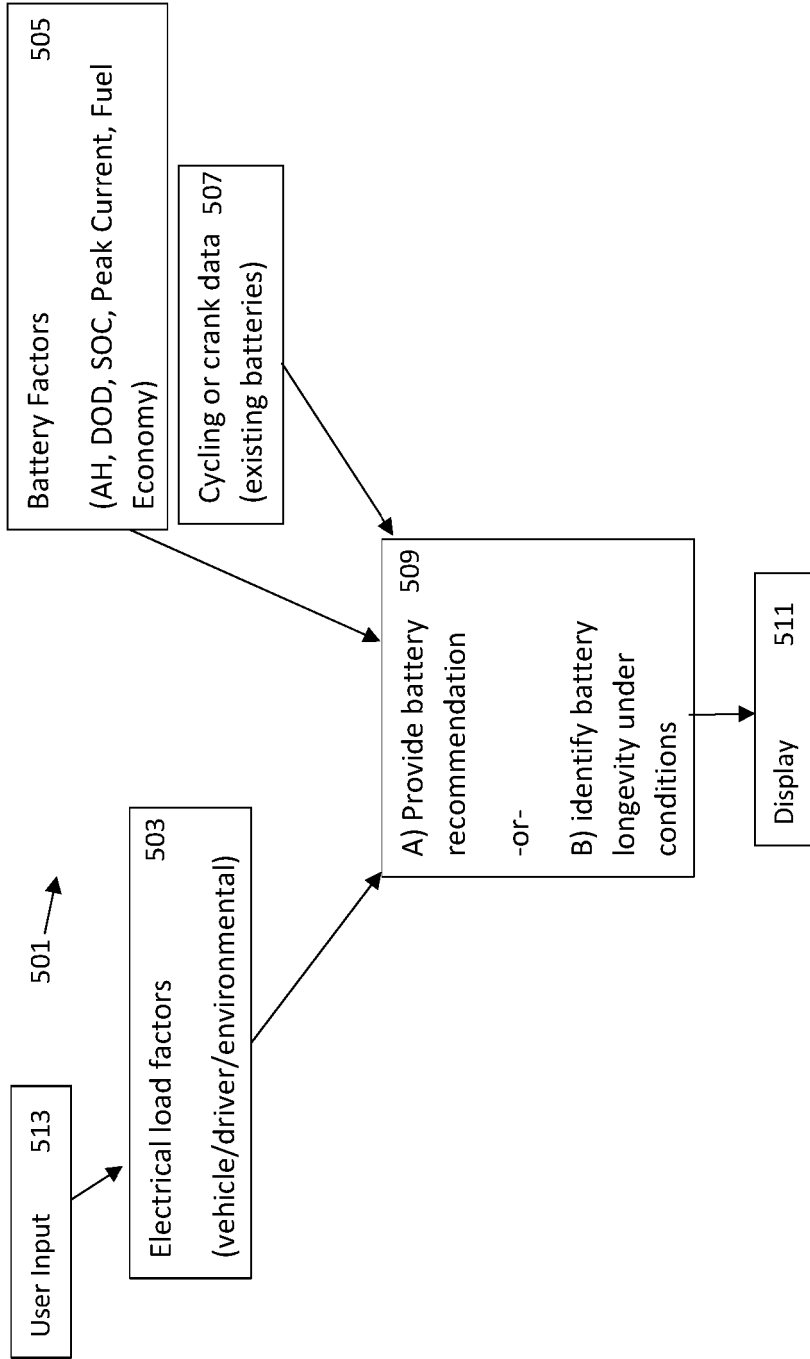 User Input 513
501
Electrical load factors 503
(vehicle/driver/environmental)
Battery Factors 505
(AH, DOD, SOC, Peak Current, Fuel
Economy)
Cycling or crank data 507
(existing batteries)
A) Provide battery 509
recommendation
-or-
B) identify battery
longevity under
conditions
Display 511